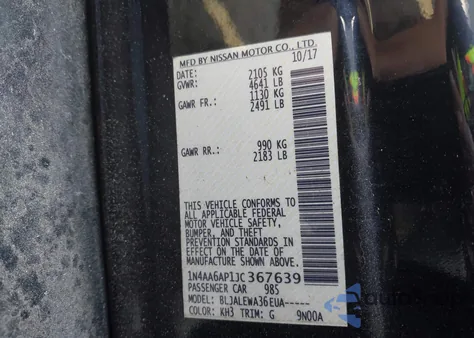 MFD BY NISSAN MOTOR CO., LTD.
DATE: 10/17
GVWR: 2105 KG
4641 LB
GAWR FR.: 1130 KG
2491 LB
GAWR RR.: 990 KG
2183 LB
THIS VEHICLE CONFORMS TO
ALL APPLICABLE FEDERAL
MOTOR VEHICLE SAFETY,
BUMPER, AND THEFT
PREVENTION STANDARDS
IN EFFECT ON THE DATE
OF MANUFACTURE SHOWN ABOVE.
1N4AA6AP1JC367639
PASSENGER CAR 985
MODEL: BLJALEWA36EUA-----
COLOR: KH3 TRIM: G 9N00A